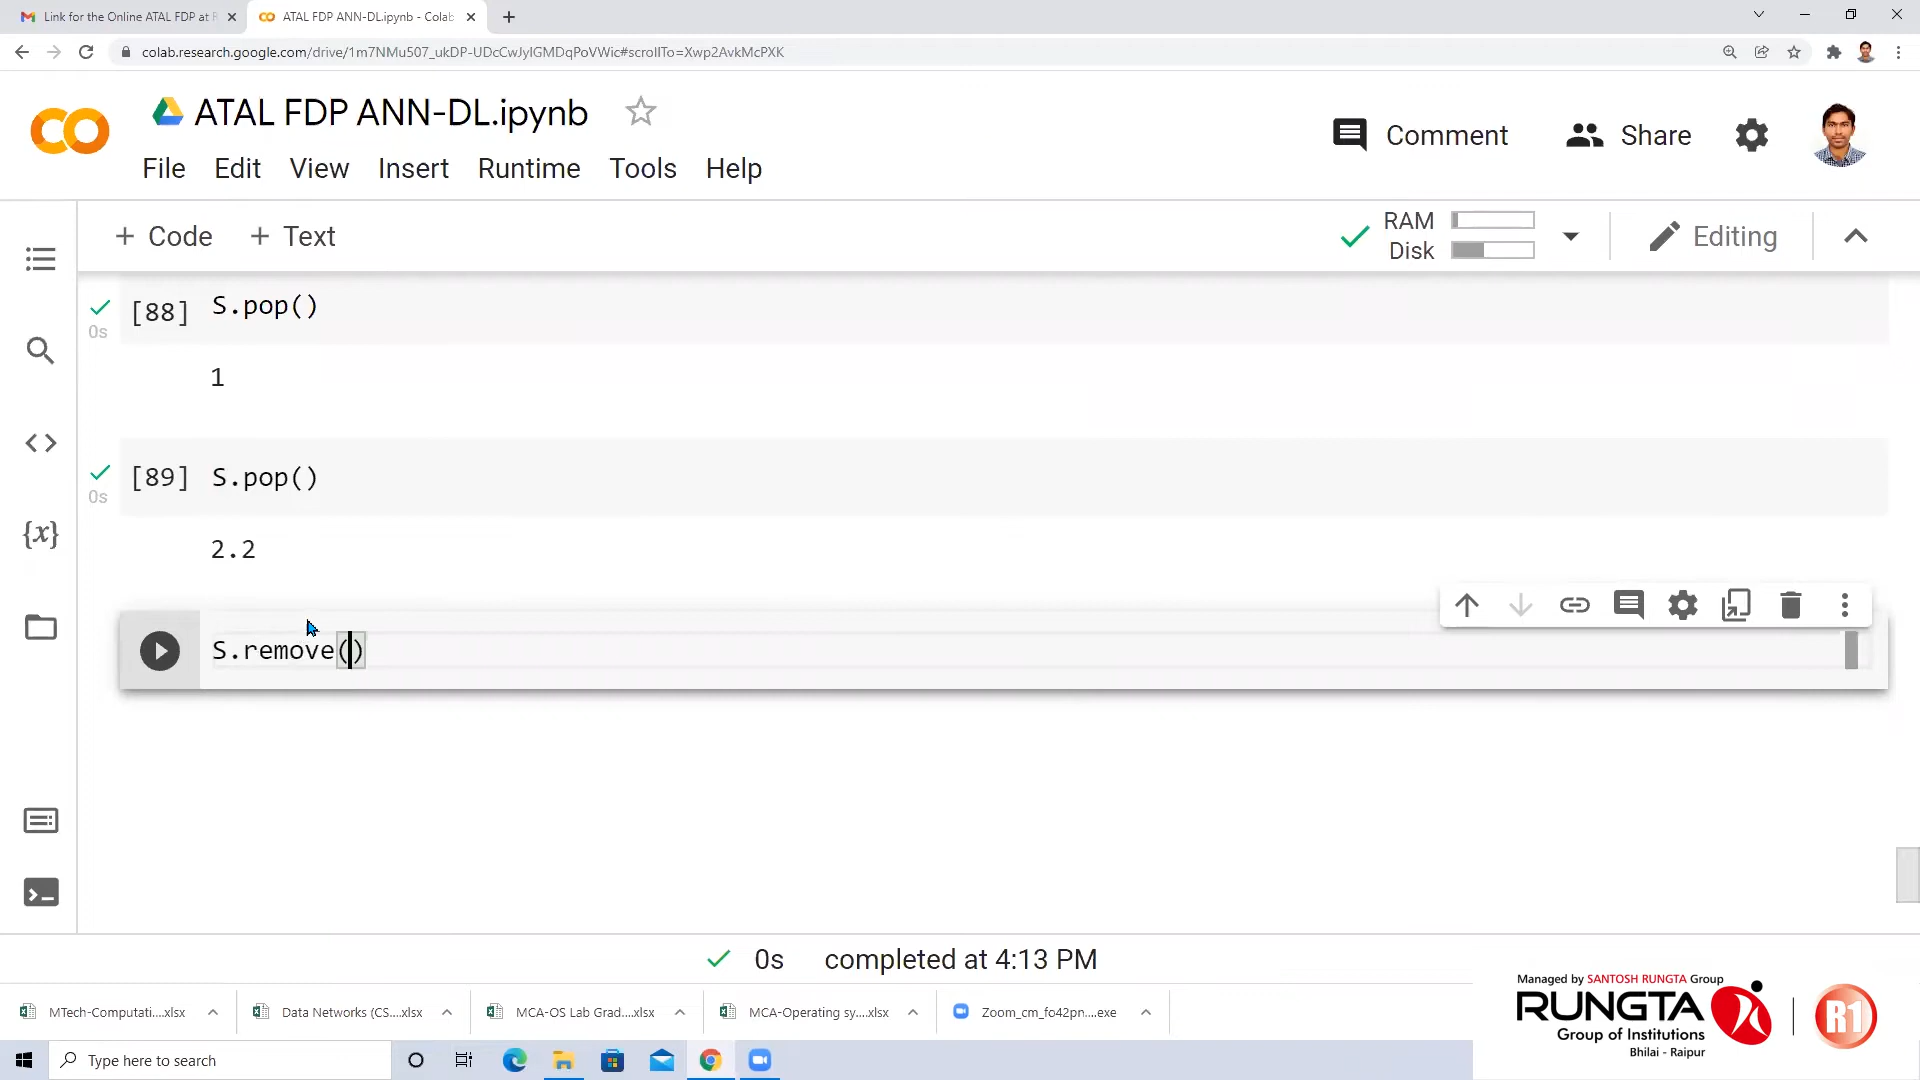 Link for the Online ATAL FDP at R
ATAL FDP ANN-DL.ipynb - Colab
colab.research.google.com/drive/1m7NMu507_ukDP-UDcCwJyIGMDqPoVWic#scrollTo=Xwp2AvkMcPXK
ATAL FDP ANN-DL.ipynb
Comment
Share
File Edit View Insert Runtime Tools Help
+ Code + Text
RAM
Disk
Editing
[88] S.pop()
0s
1
[89] S.pop()
0s
2.2
S.remove()
0s completed at 4:13 PM
MTech-Computati....xlsx
Data Networks (CS....xlsx
MCA-OS Lab Grad....xlsx
MCA-Operating sy....xlsx
Zoom_cm_fo42pn....exe
Type here to search
Managed by SANTOSH RUNGTA Group
RUNGTA
Group of Institutions
Bhilai - Raipur
R1